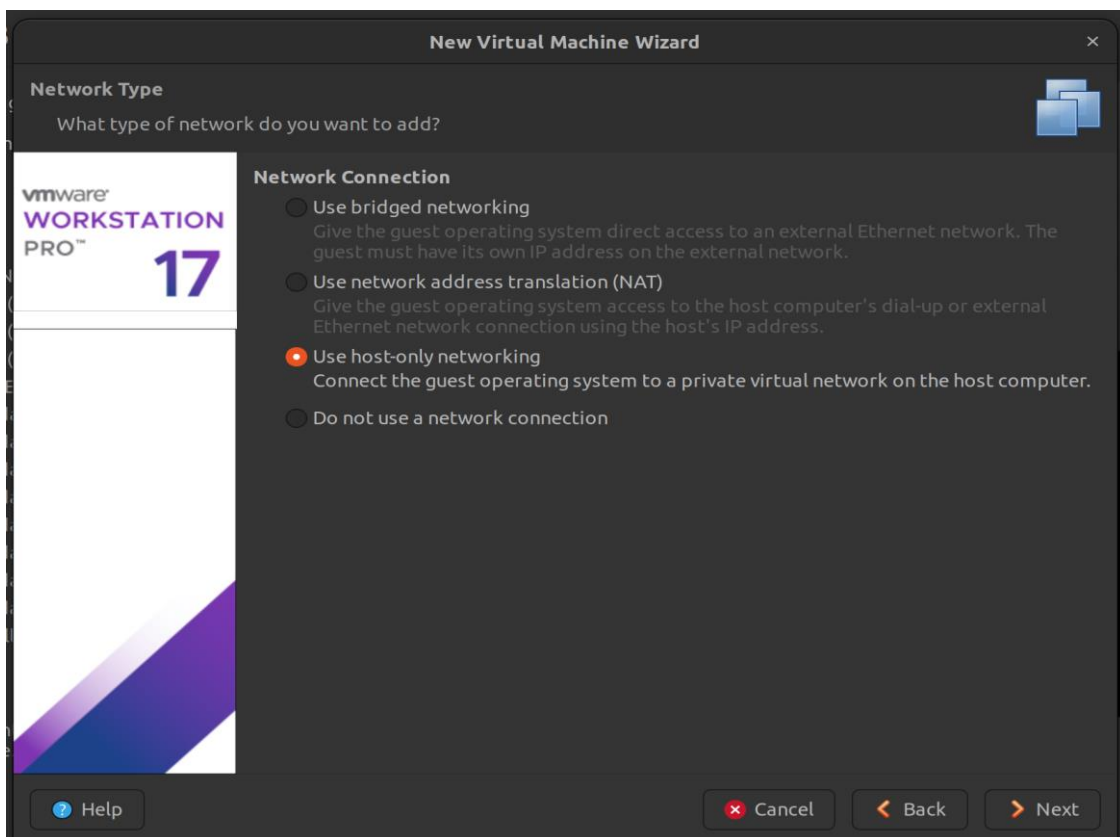 New Virtual Machine Wizard
Network Type
What type of network do you want to add?
vmware
WORKSTATION
PRO™
17
Network Connection
Use bridged networking
Give the guest operating system direct access to an external Ethernet network. The
guest must have its own IP address on the external network.
Use network address translation (NAT)
Give the guest operating system access to the host computer's dial-up or external
Ethernet network connection using the host's IP address.
Use host-only networking
Connect the guest operating system to a private virtual network on the host computer.
Do not use a network connection
Help
Cancel
Back
Next